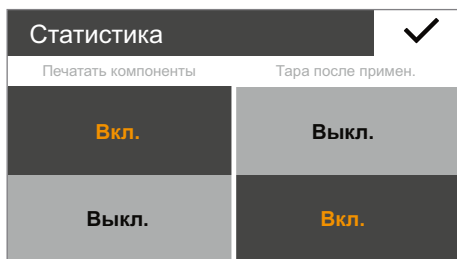 Статистика
Печатать компоненты
Тара после примен.
Вкл.
Выкл.
Выкл.
Вкл.